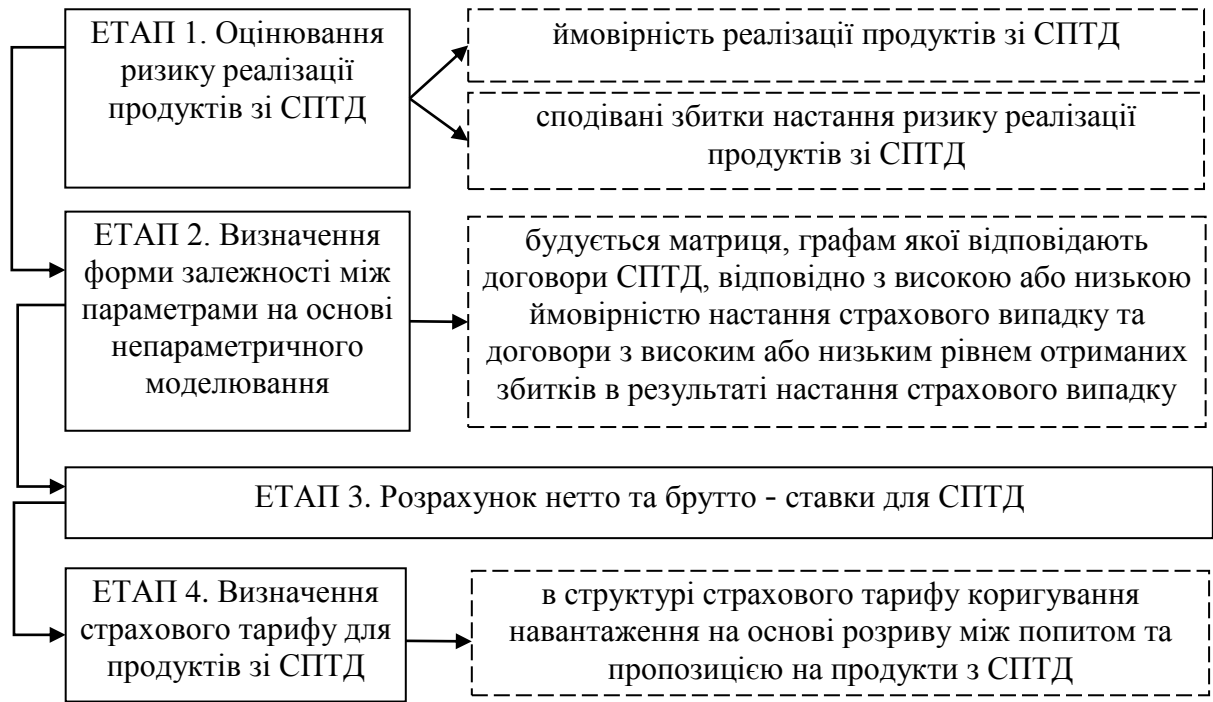 ЕТАП 1. Оцінювання
ризику реалізації
продуктів зі СПТД
ймовірність реалізації продуктів зі СПТД
сподівані збитки настання ризику реалізації
продуктів зі СПТД
ЕТАП 2. Визначення
форми залежності між
параметрами на основі
непараметричного
моделювання
будується матриця, графам якої відповідають
договори СПТД, відповідно з високою або низькою
ймовірністю настання страхового випадку та
договори з високим або низьким рівнем отриманих
збитків в результаті настання страхового випадку
ЕТАП 3. Розрахунок нетто та брутто - ставки для СПТД
ЕТАП 4. Визначення
страхового тарифу для
продуктів зі СПТД
в структурі страхового тарифу коригування
навантаження на основі розриву між попитом та
пропозицією на продукти з СПТД